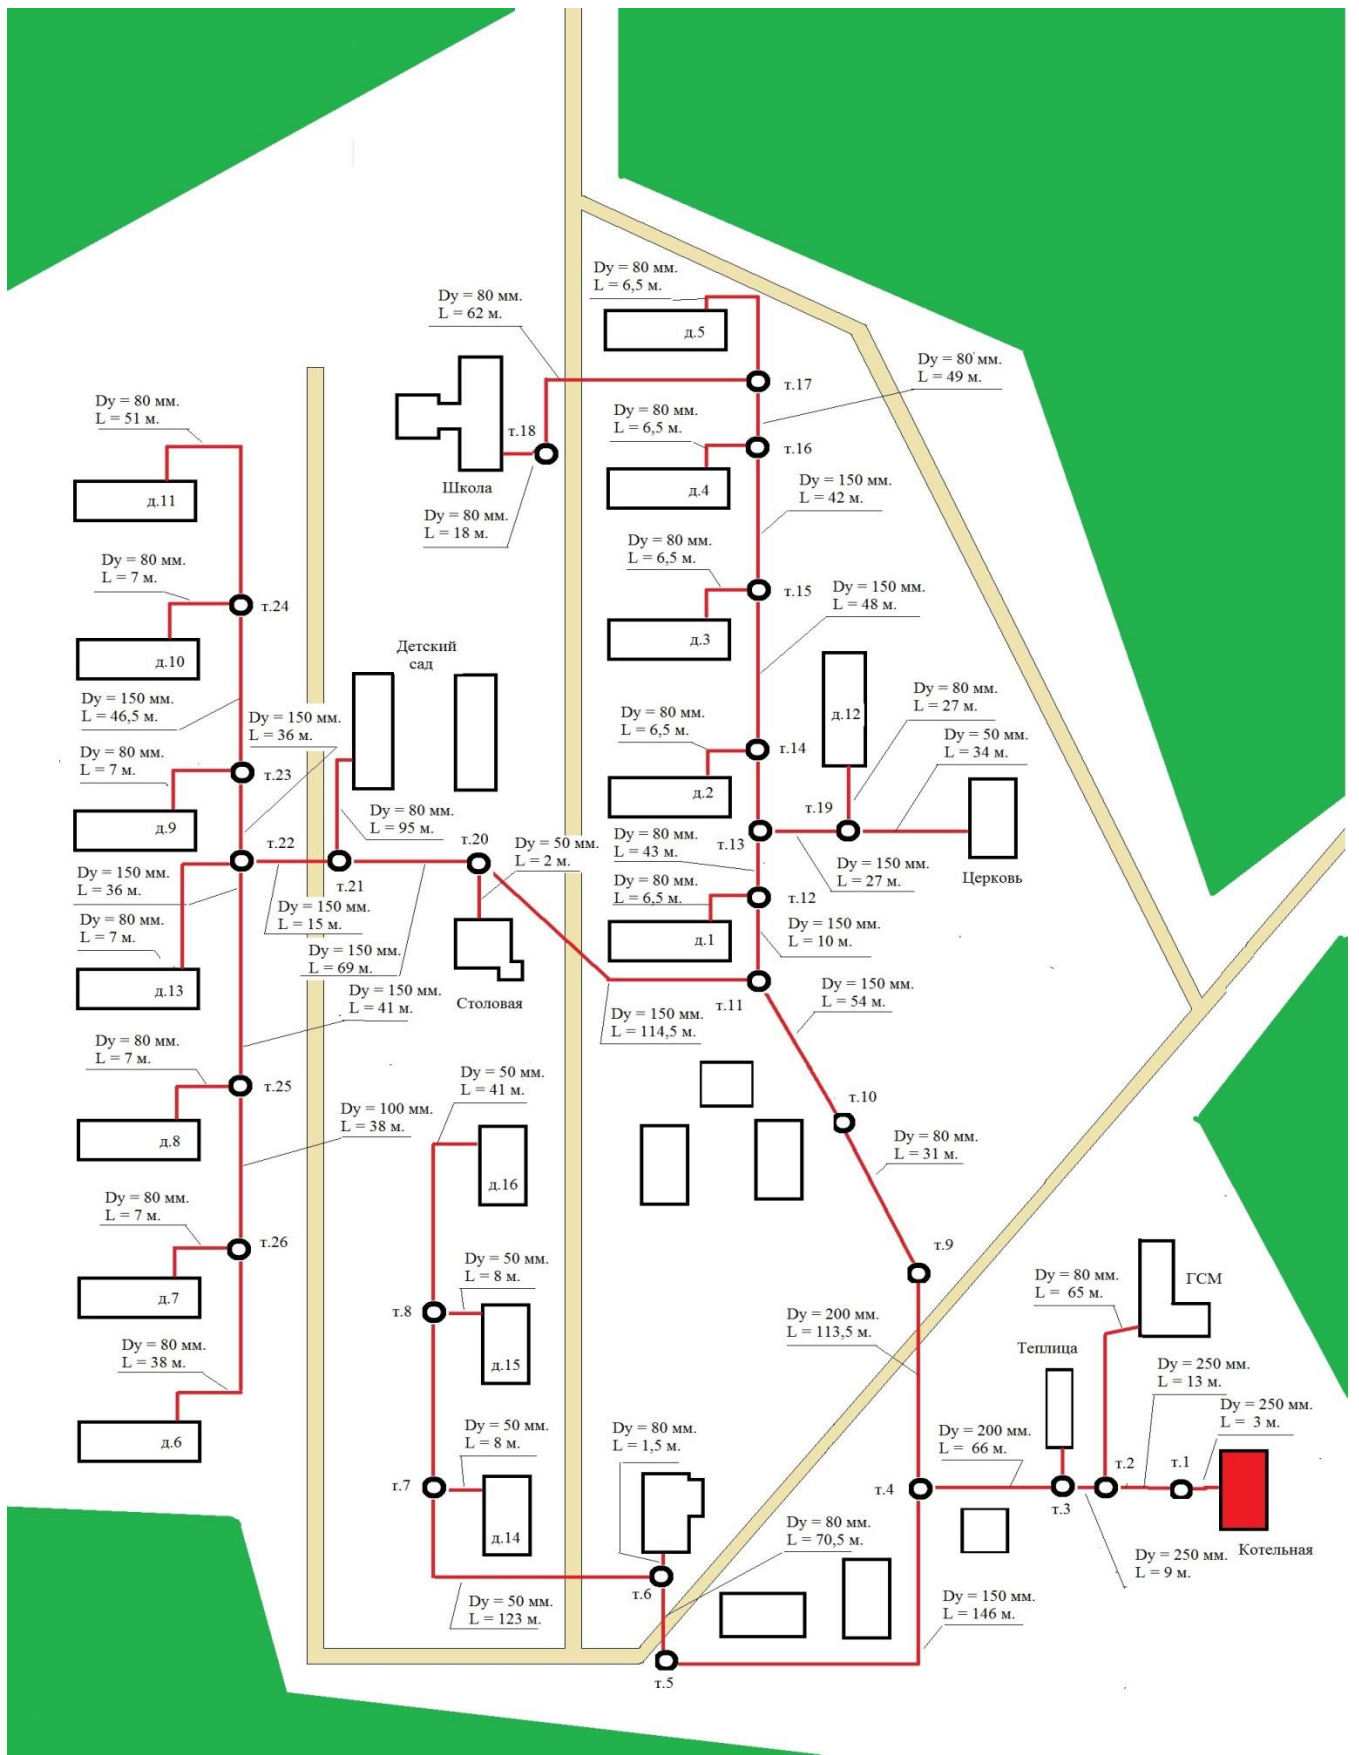 Dy = 80 мм.
L = 6,5 м.
Dy = 80 мм.
L = 62 м.
д.5
Dy = 80 мм.
L = 49 м.
т.17
Dy = 80 мм.
L = 51 м.
Dy = 80 мм.
L = 6,5 м.
т.18
т.16
Школа
д.4
Dy = 150 мм.
L = 42 м.
д.11
Dy = 80 мм.
L = 18 м.
Dy = 80 мм.
L = 6,5 м.
Dy = 80 мм.
L = 7 м.
т.15
Dy = 150 мм.
L = 48 м.
т.24
д.3
Детский
сад
д.10
Dy = 80 мм.
L = 27 м.
Dy = 150 мм.
L = 46,5 м.
Dy = 150 мм.
L = 36 м.
Dy = 80 мм.
L = 6,5 м.
д.12
Dy = 50 мм.
L = 34 м.
т.14
Dy = 80 мм.
L = 7 м.
т.23
д.2
Dy = 80 мм.
L = 95 м.
т.19
д.9
т.22
т.20
Dy = 50 мм.
L = 2 м.
Dy = 80 мм.
L = 43 м.
т.13
Dy = 150 мм.
L = 36 м.
т.21
Dy = 150 мм.
L = 27 м.
Церковь
Dy = 80 мм.
L = 6,5 м.
т.12
Dy = 150 мм.
L = 15 м.
Dy = 80 мм.
L = 7 м.
д.1
Dy = 150 мм.
L = 10 м.
Dy = 150 мм.
L = 69 м.
д.13
Столовая
т.11
Dy = 150 мм.
L = 54 м.
Dy = 150 мм.
L = 41 м.
Dy = 150 мм.
L = 114,5 м.
Dy = 80 мм.
L = 7 м.
т.25
Dy = 50 мм.
L = 41 м.
т.10
Dy = 100 мм.
L = 38 м.
д.8
Dy = 80 мм.
L = 31 м.
д.16
Dy = 80 мм.
L = 7 м.
т.26
т.9
Dy = 50 мм.
L = 8 м.
Dy = 80 мм.
L = 65 м.
ГСМ
д.7
т.8
Dy = 200 мм.
L = 113,5 м.
Dy = 80 мм.
L = 38 м.
д.15
Теплица
Dy = 250 мм.
L = 13 м.
Dy = 250 мм.
L = 3 м.
Dy = 50 мм.
L = 8 м.
Dy = 80 мм.
L = 1,5 м.
Dy = 200 мм.
L = 66 м.
д.6
т.7
т.4
т.3
т.2
т.1
д.14
Dy = 80 мм.
L = 70,5 м.
Котельная
Dy = 250 мм.
L = 9 м.
т.6
Dy = 50 мм.
L = 123 м.
Dy = 150 мм.
L = 146 м.
т.5